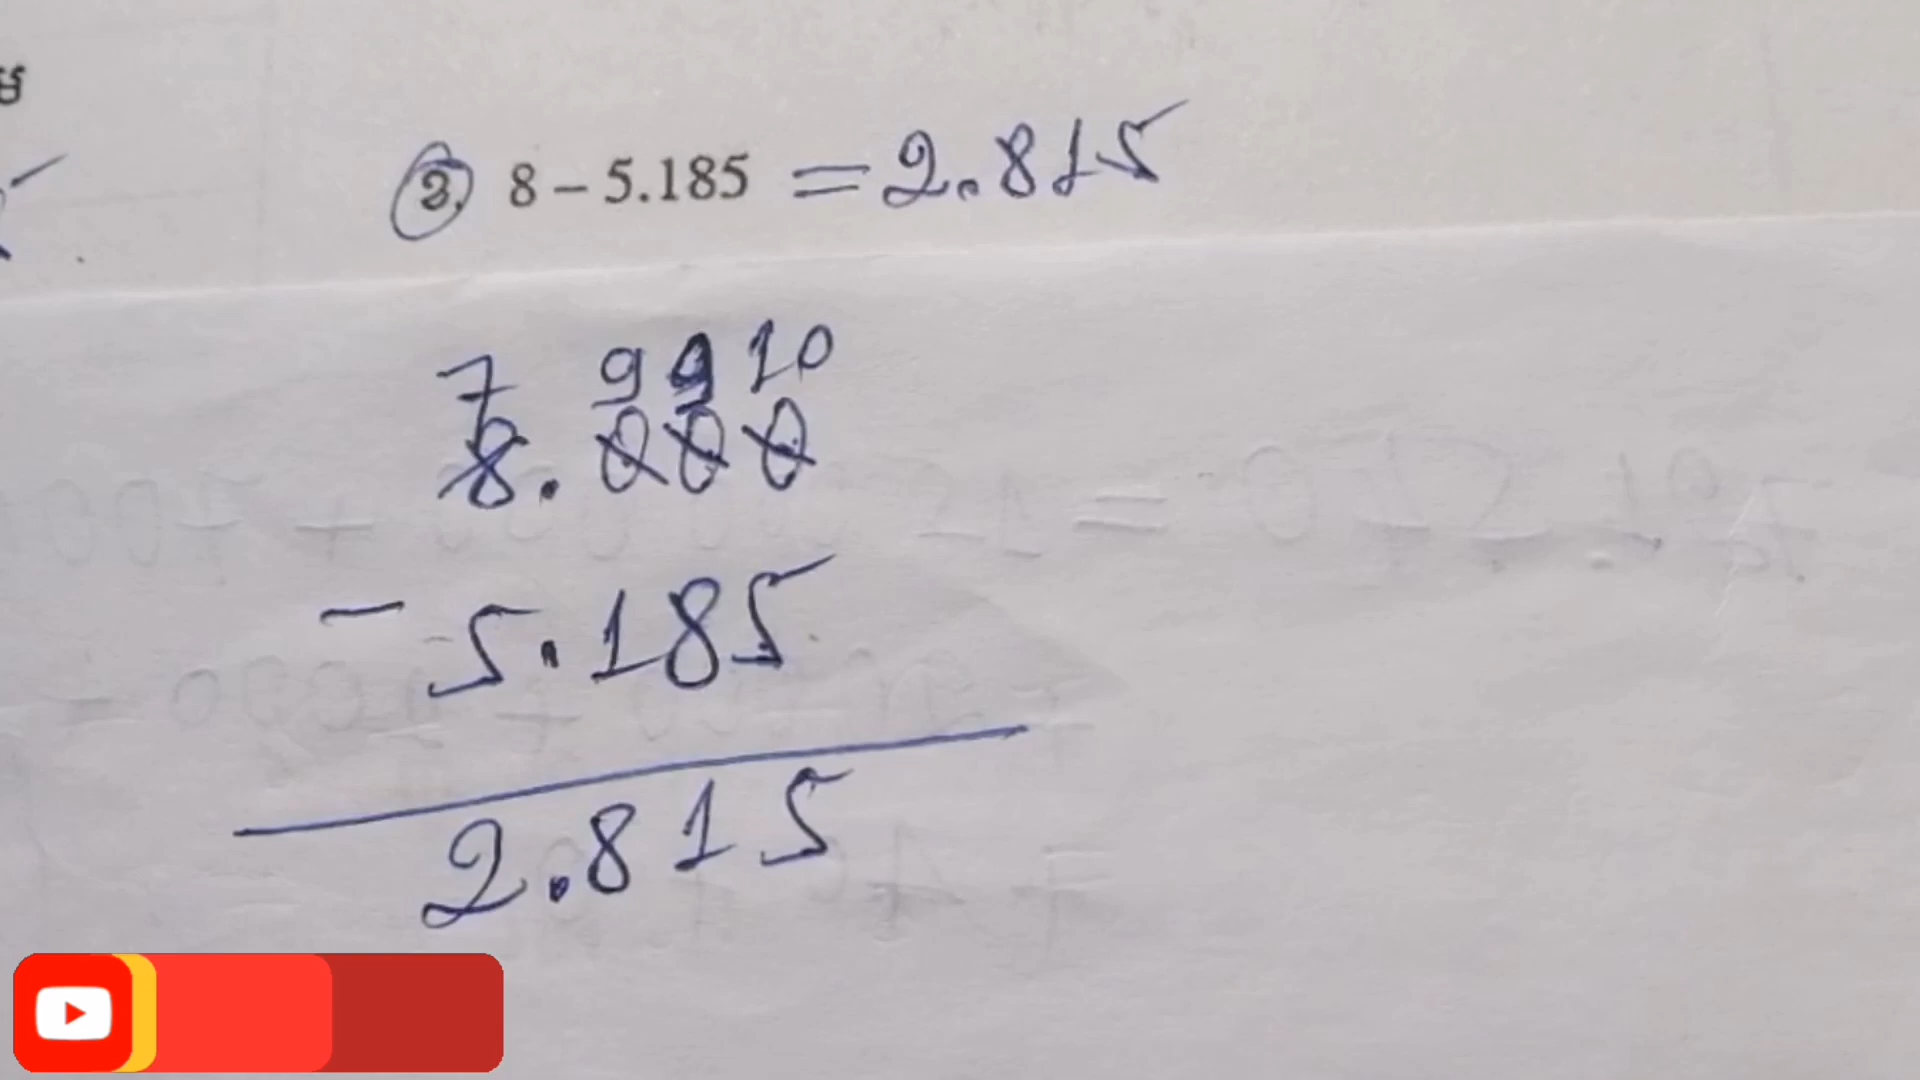 3. 8 – 5.185 = 2.815
7 9 9 10
8.000
– 5.185
2.815